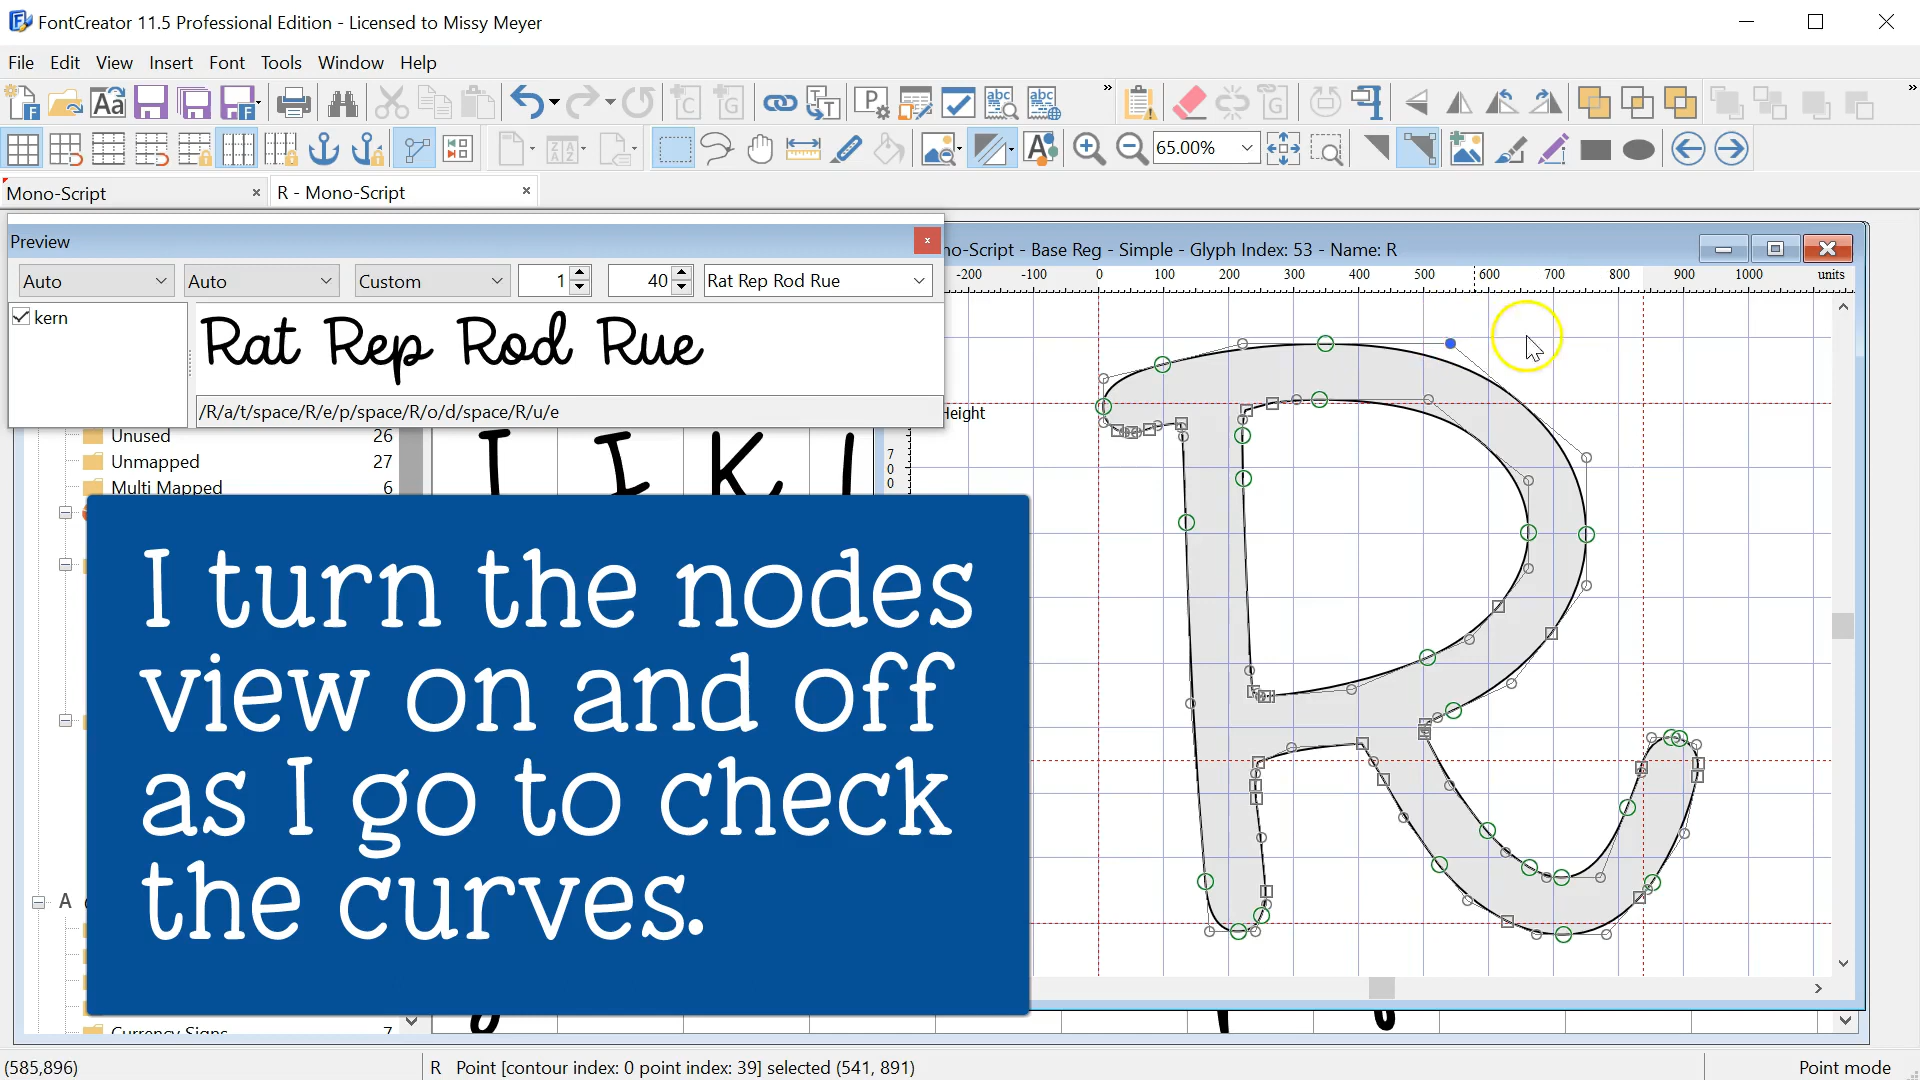 FontCreator 11.5 Professional Edition - Licensed to Missy Meyer
File Edit View Insert Font Tools Window Help
65.00%
Mono-Script
R - Mono-Script
Preview
Auto Auto Custom 1 40 Rat Rep Rod Rue
kern
Rat Rep Rod Rue
/R/a/t/space/R/e/p/space/R/o/d/space/R/u/e
no-Script - Base Reg - Simple - Glyph Index: 53 - Name: R
-200 -100 0 100 200 300 400 500 600 700 800 900 1000 units
Height
700
Unused 26
Unmapped 27
Multi Mapped 6
A
I turn the nodes
view on and off
as I go to check
the curves.
Currency Signs 7
(585,896)
R Point [contour index: 0 point index: 39] selected (541, 891)
Point mode